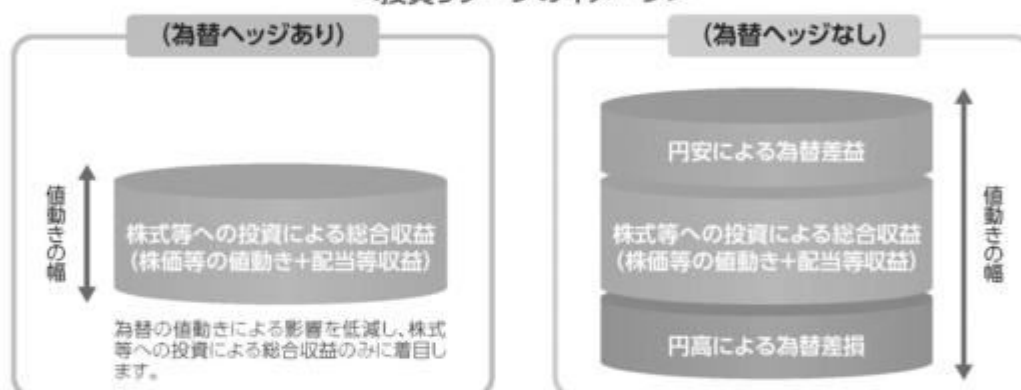 (為替ヘッジあり)
値動きの幅
株式等への投資による総合収益
(株価等の値動き+配当等収益)
為替の値動きによる影響を低減し、株式
等への投資による総合収益のみに着目し
ます。
(為替ヘッジなし)
円安による為替差益
株式等への投資による総合収益
(株価等の値動き+配当等収益)
円高による為替差損
値動きの幅